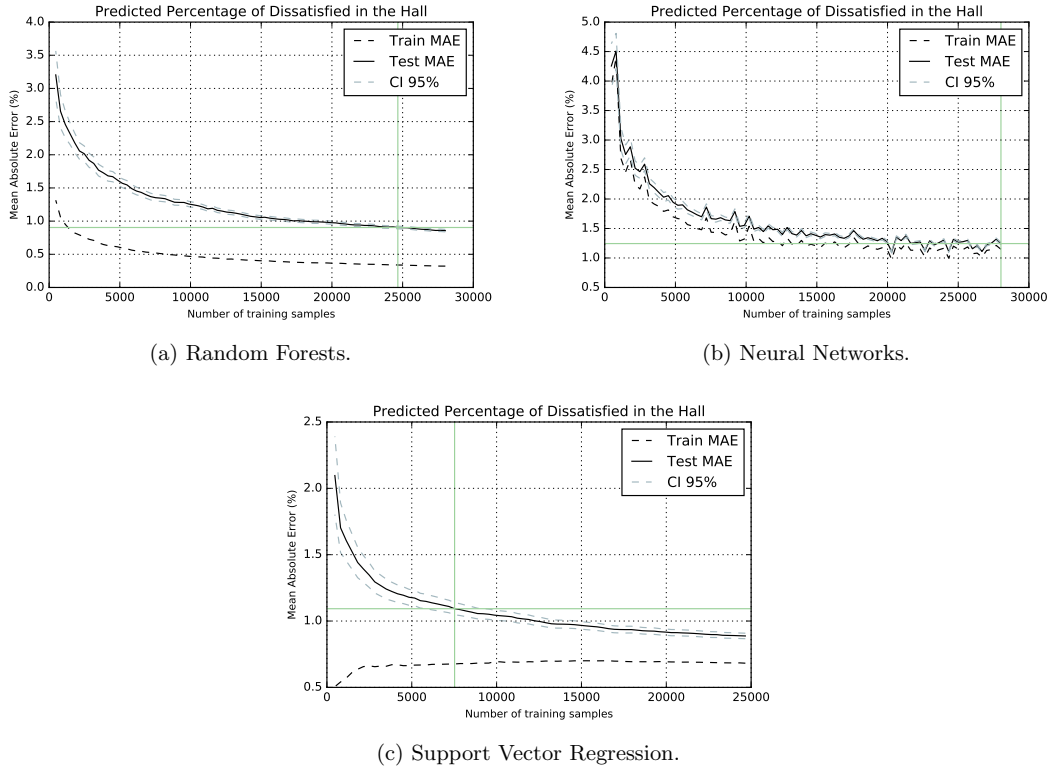 Predicted Percentage of Dissatisfied in the Hall
4.0
3.5
3.0
2.5
2.0
1.5
1.0
0.5
0.0
Mean Absolute Error (%)
Train MAE
Test MAE
CI 95%
0 5000 10000 15000 20000 25000 30000
Number of training samples
(a) Random Forests.
Predicted Percentage of Dissatisfied in the Hall
5.0
4.5
4.0
3.5
3.0
2.5
2.0
1.5
1.0
0.5
Mean Absolute Error (%)
Train MAE
Test MAE
CI 95%
0 5000 10000 15000 20000 25000 30000
Number of training samples
(b) Neural Networks.
Predicted Percentage of Dissatisfied in the Hall
2.5
2.0
1.5
1.0
0.5
Mean Absolute Error (%)
Train MAE
Test MAE
CI 95%
0 5000 10000 15000 20000 25000
Number of training samples
(c) Support Vector Regression.